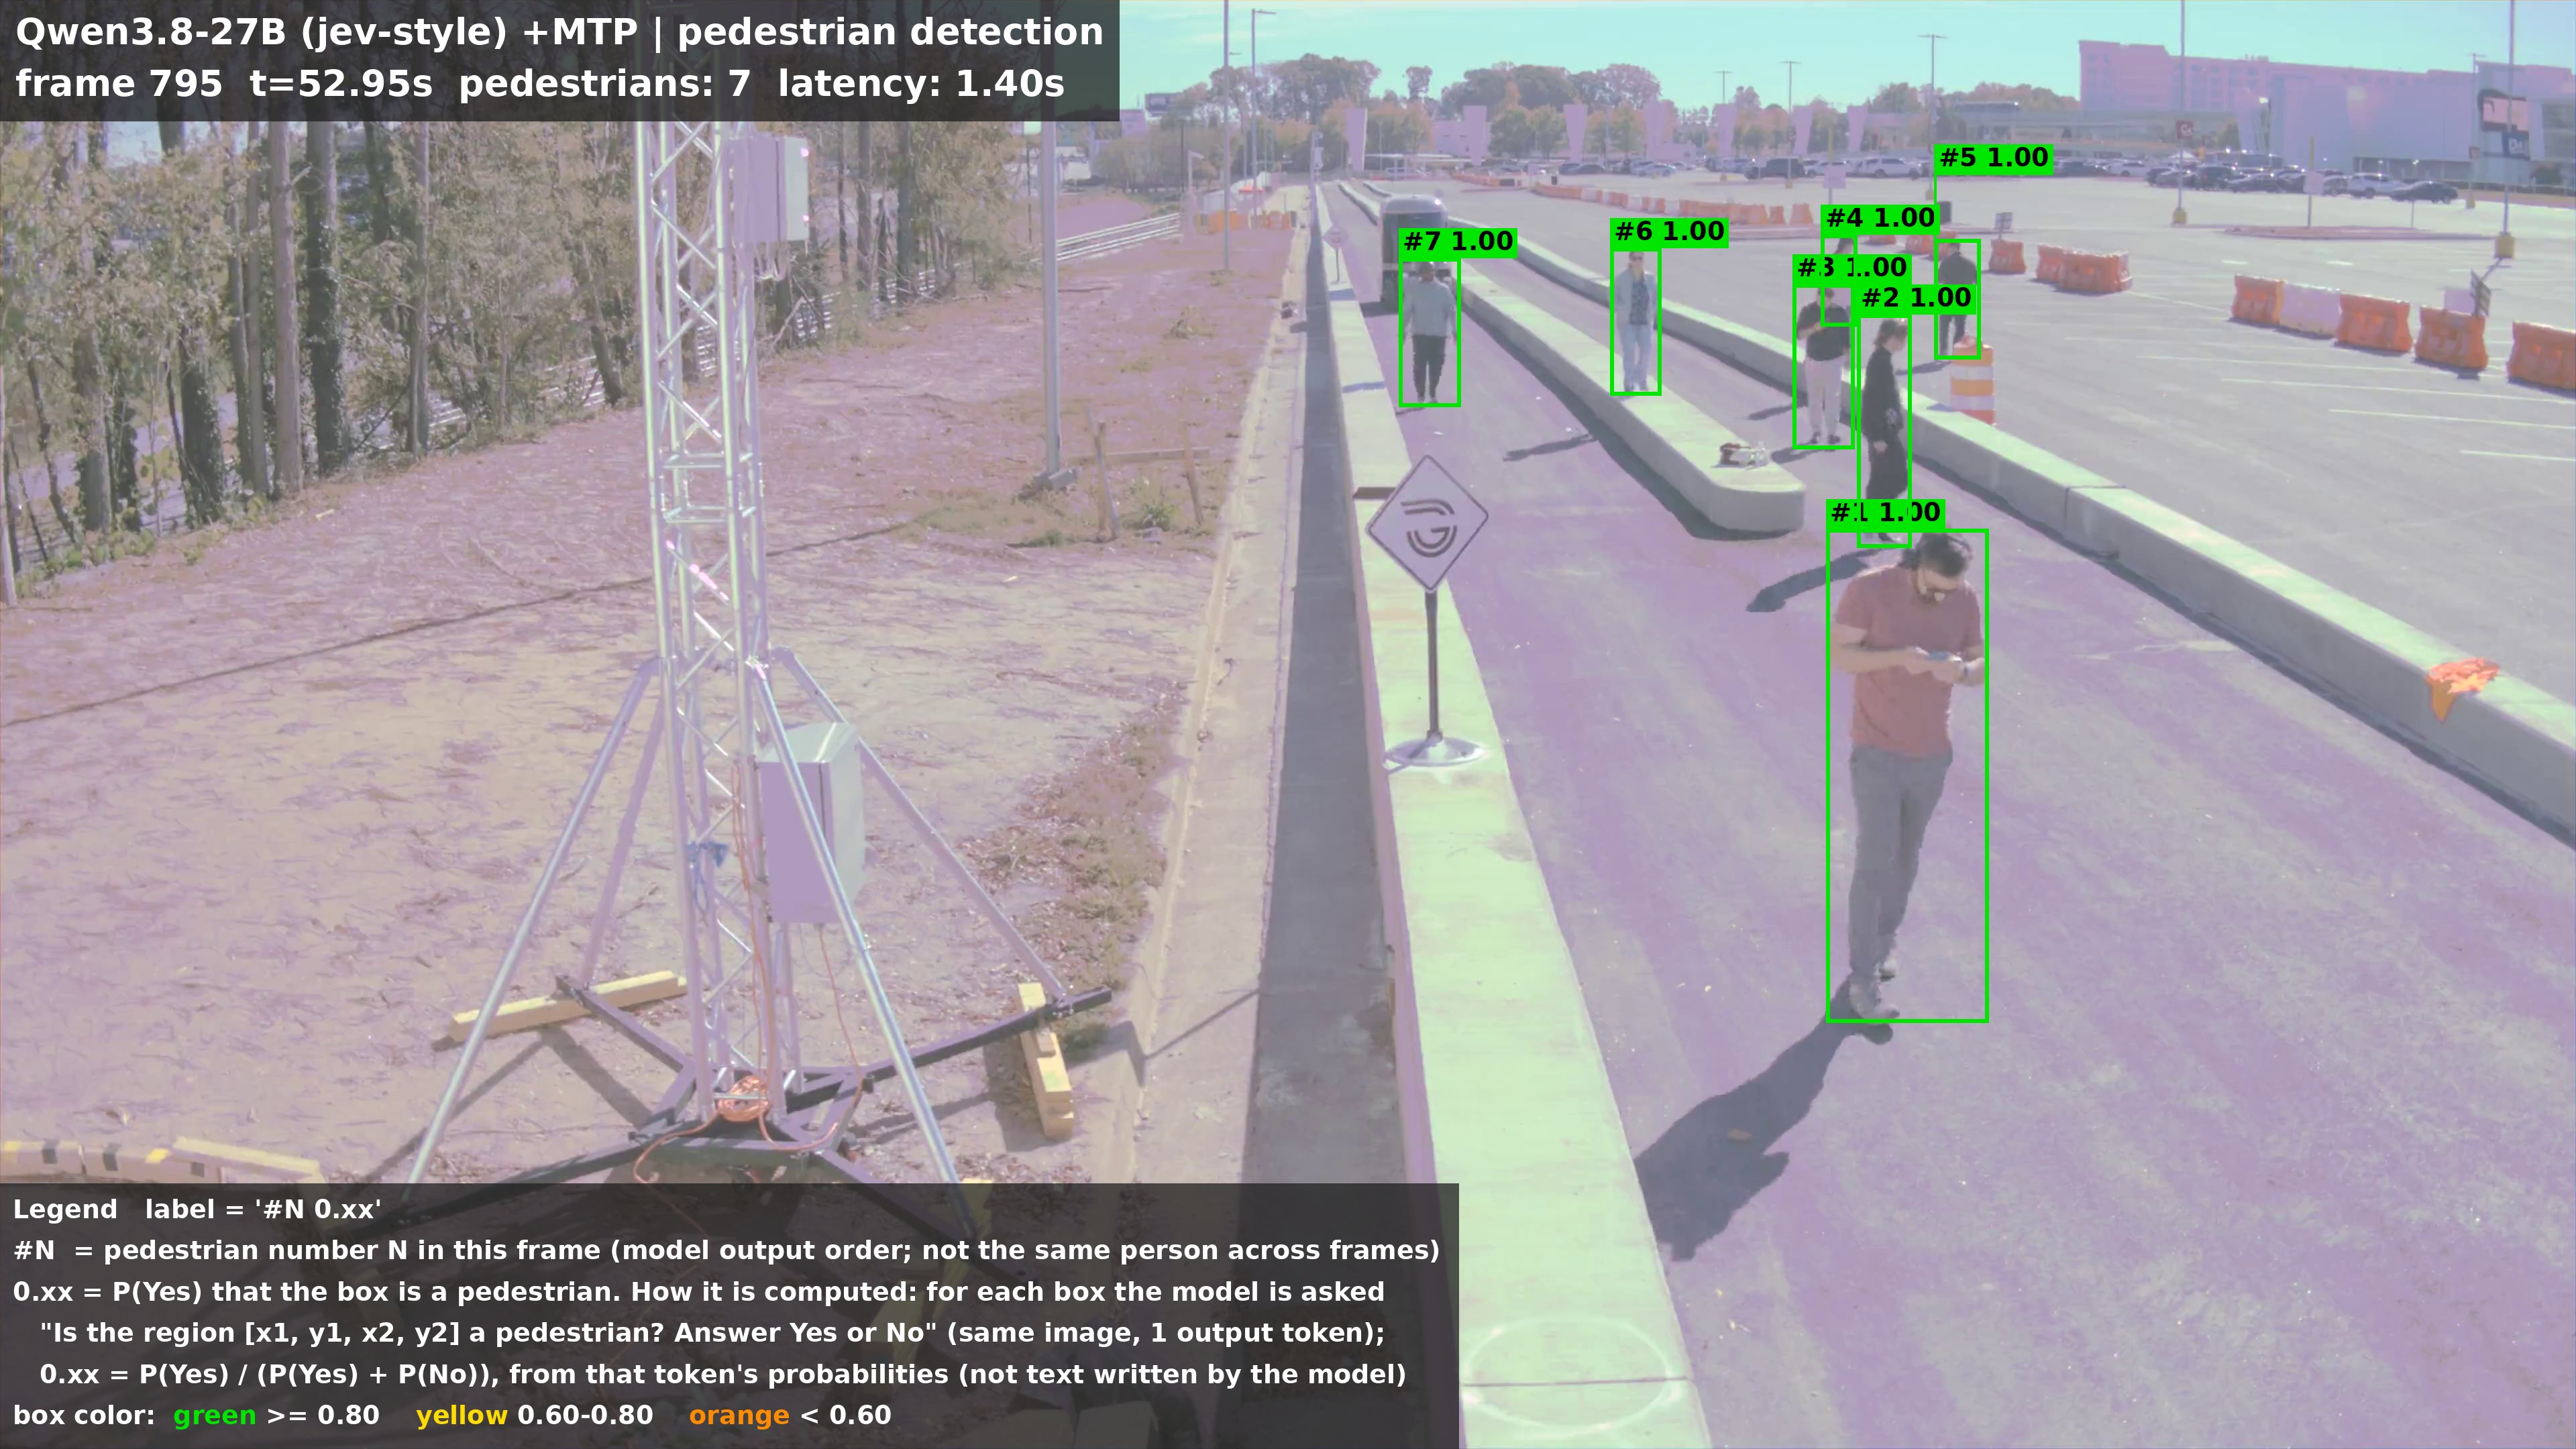 Qwen3.8-27B (jev-style) +MTP | pedestrian detection
frame 795  t=52.95s  pedestrians: 7  latency: 1.40s
#5 1.00
#4 1.00
#6 1.00
#7 1.00
#3 1.00
#2 1.00
#1 1.00
Legend   label = '#N 0.xx'
#N  = pedestrian number N in this frame (model output order; not the same person across frames)
0.xx = P(Yes) that the box is a pedestrian. How it is computed: for each box the model is asked
"Is the region [x1, y1, x2, y2] a pedestrian? Answer Yes or No" (same image, 1 output token);
0.xx = P(Yes) / (P(Yes) + P(No)), from that token's probabilities (not text written by the model)
box color:  green >= 0.80    yellow 0.60-0.80    orange < 0.60